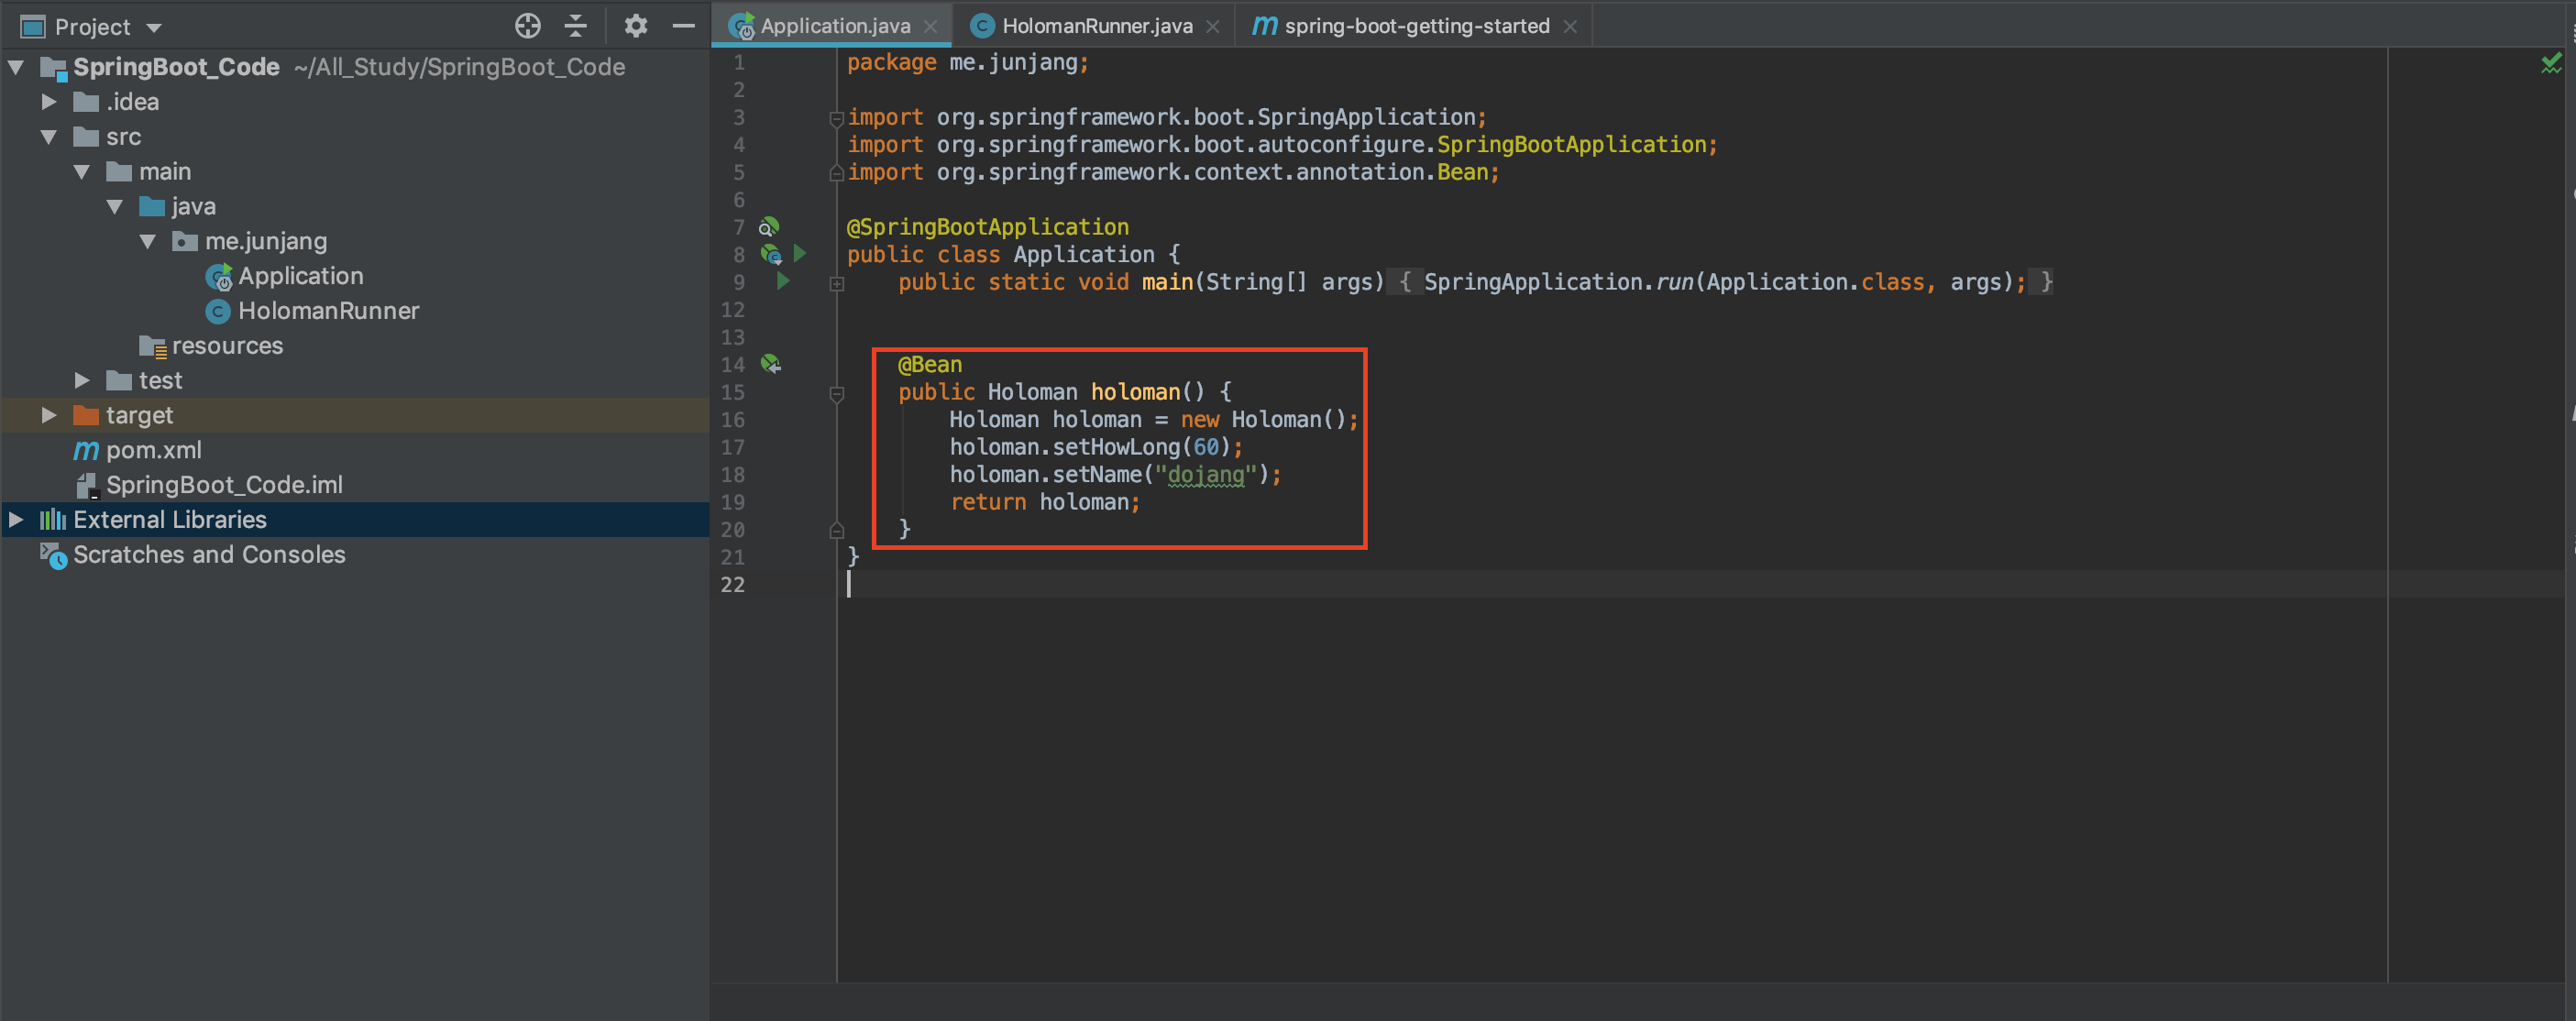 Project
SpringBoot_Code ~/All_Study/SpringBoot_Code
.idea
src
main
java
me.junjang
Application
HolomanRunner
resources
test
target
pom.xml
SpringBoot_Code.iml
External Libraries
Scratches and Consoles
Application.java
HolomanRunner.java
spring-boot-getting-started
1 package me.junjang;
2
3 import org.springframework.boot.SpringApplication;
4 import org.springframework.boot.autoconfigure.SpringBootApplication;
5 import org.springframework.context.annotation.Bean;
6
7 @SpringBootApplication
8 public class Application {
9 public static void main(String[] args) { SpringApplication.run(Application.class, args); }
12
13
14 @Bean
15 public Holoman holoman() {
16 Holoman holoman = new Holoman();
17 holoman.setHowLong(60);
18 holoman.setName("dojang");
19 return holoman;
20 }
21 }
22